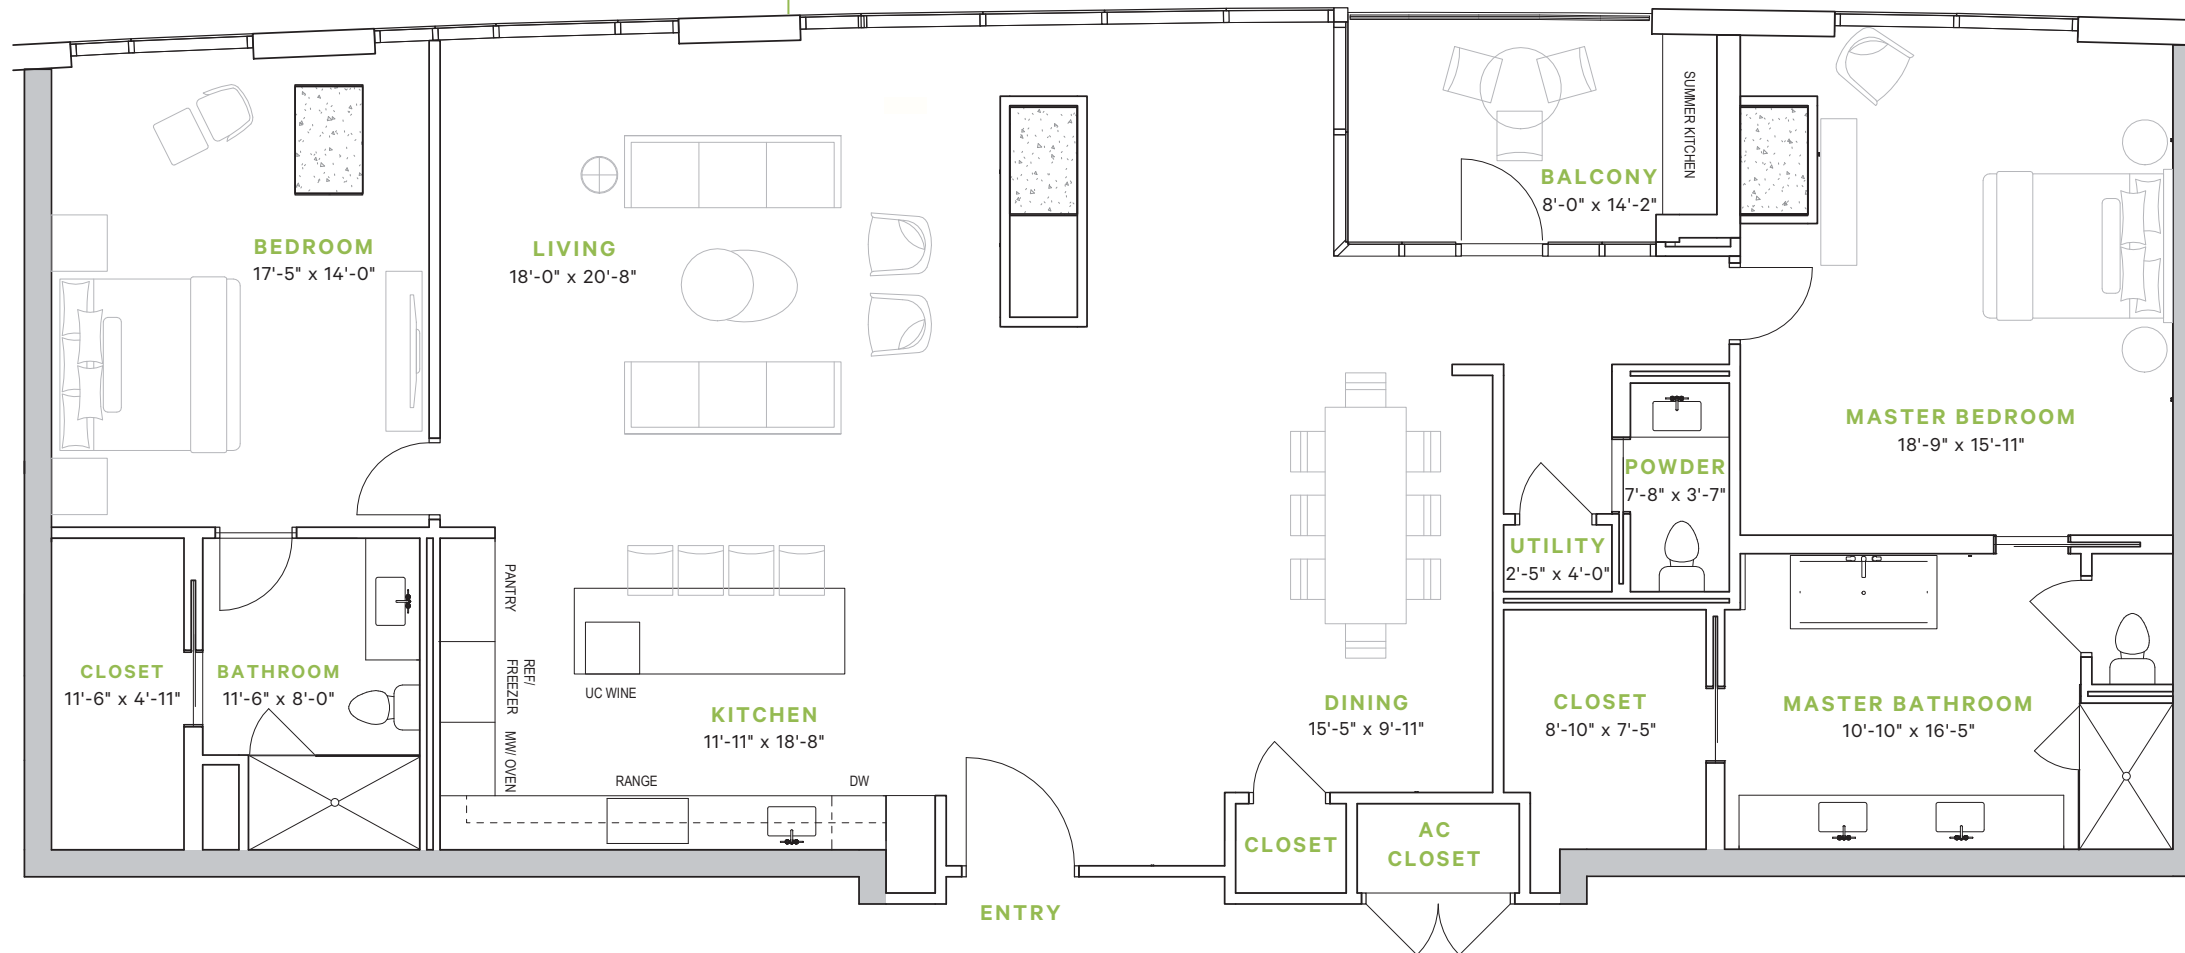 SUMMER KITCHEN
BALCONY
8'-0" x 14'-2"
BEDROOM
17'-5" x 14'-0"
LIVING
18'-0" x 20'-8"
MASTER BEDROOM
18'-9" x 15'-11"
POWDER
7'-8" x 3'-7"
UTILITY
2'-5" x 4'-0"
PANTRY
REF/
FREEZER
MW/ OVEN
CLOSET
11'-6" x 4'-11"
BATHROOM
11'-6" x 8'-0"
UC WINE
KITCHEN
11'-11" x 18'-8"
RANGE
DW
DINING
15'-5" x 9'-11"
CLOSET
8'-10" x 7'-5"
MASTER BATHROOM
10'-10" x 16'-5"
CLOSET
AC
CLOSET
ENTRY